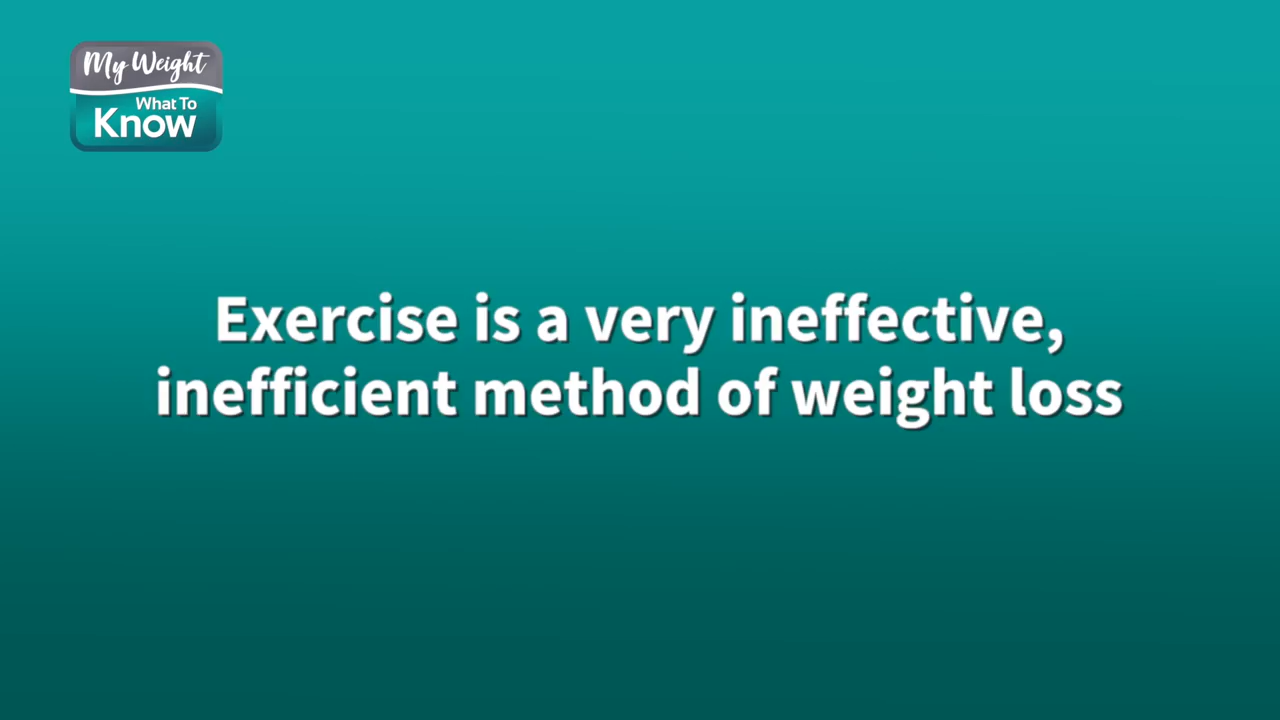 My Weight
What To
Know
Exercise is a very ineffective,
inefficient method of weight loss